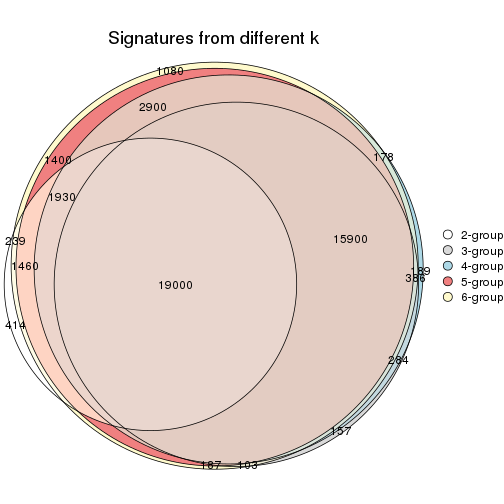 Signatures from different k
1080
2900
1400
178
1930
239
15900
1460
189
386
19000
414
284
157
187
103
2-group
3-group
4-group
5-group
6-group